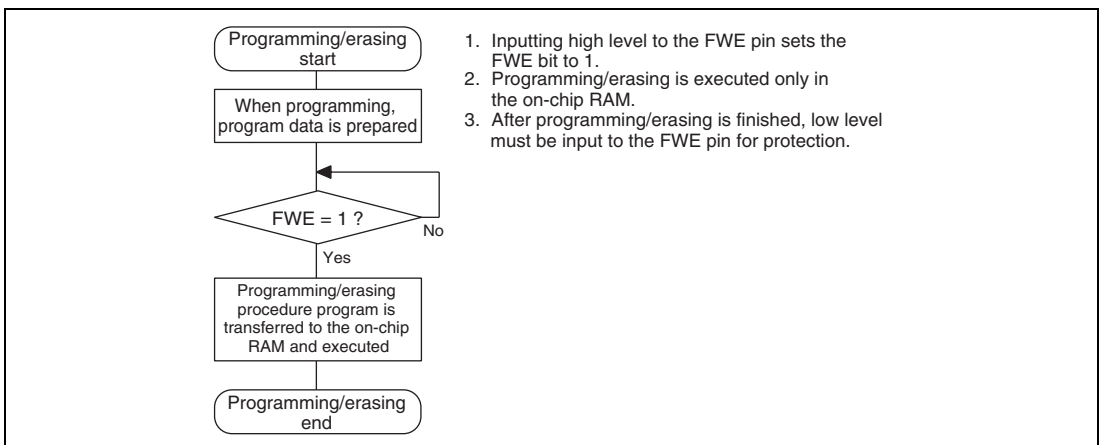 Programming/erasing
start
When programming,
program data is prepared
FWE = 1 ?
No
Yes
Programming/erasing
procedure program is
transferred to the on-chip
RAM and executed
Programming/erasing
end
1. Inputting high level to the FWE pin sets the
FWE bit to 1.
2. Programming/erasing is executed only in
the on-chip RAM.
3. After programming/erasing is finished, low level
must be input to the FWE pin for protection.